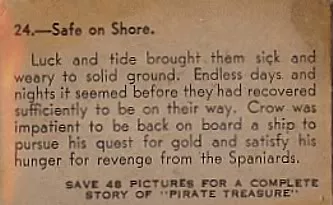 24.—Safe on Shore.
Luck and tide brought them sick and
weary to solid ground. Endless days and
nights it seemed before they had recovered
sufficiently to be on their way. Crow was
impatient to be back on board a ship to
pursue his quest for gold and satisfy his
hunger for revenge from the Spaniards.
SAVE 48 PICTURES FOR A COMPLETE
STORY OF "PIRATE TREASURE"